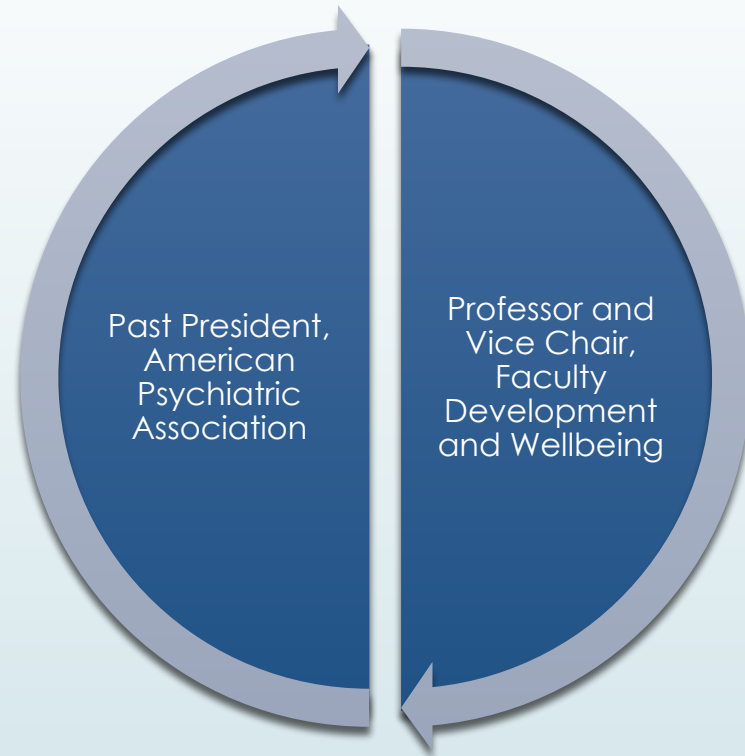 Past President,
American
Psychiatric
Association
Professor and
Vice Chair,
Faculty
Development
and Wellbeing